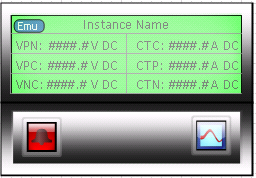 Emu Instance Name
VPN: ####.# V DC CTC: ####.# A DC
VPC: ####.# V DC CTP: ####.# A DC
VNC: ####.# V DC CTN: ####.# A DC